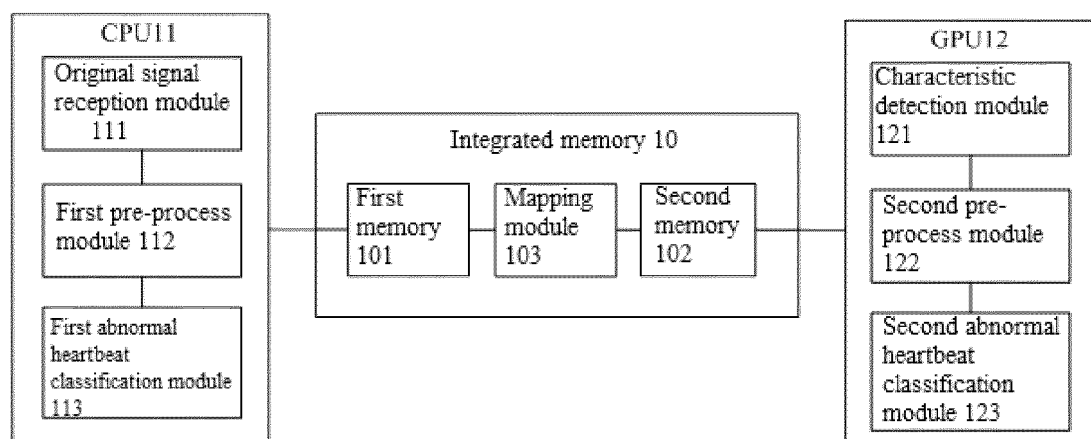 CPU11
Original signal
reception module
111
First pre-process
module 112
First abnormal
heartbeat
classification module
113
Integrated memory 10
First
memory
101
Mapping
module
103
Second
memory
102
GPU12
Characteristic
detection module
121
Second pre-
process module
122
Second abnormal
heartbeat
classification
module 123